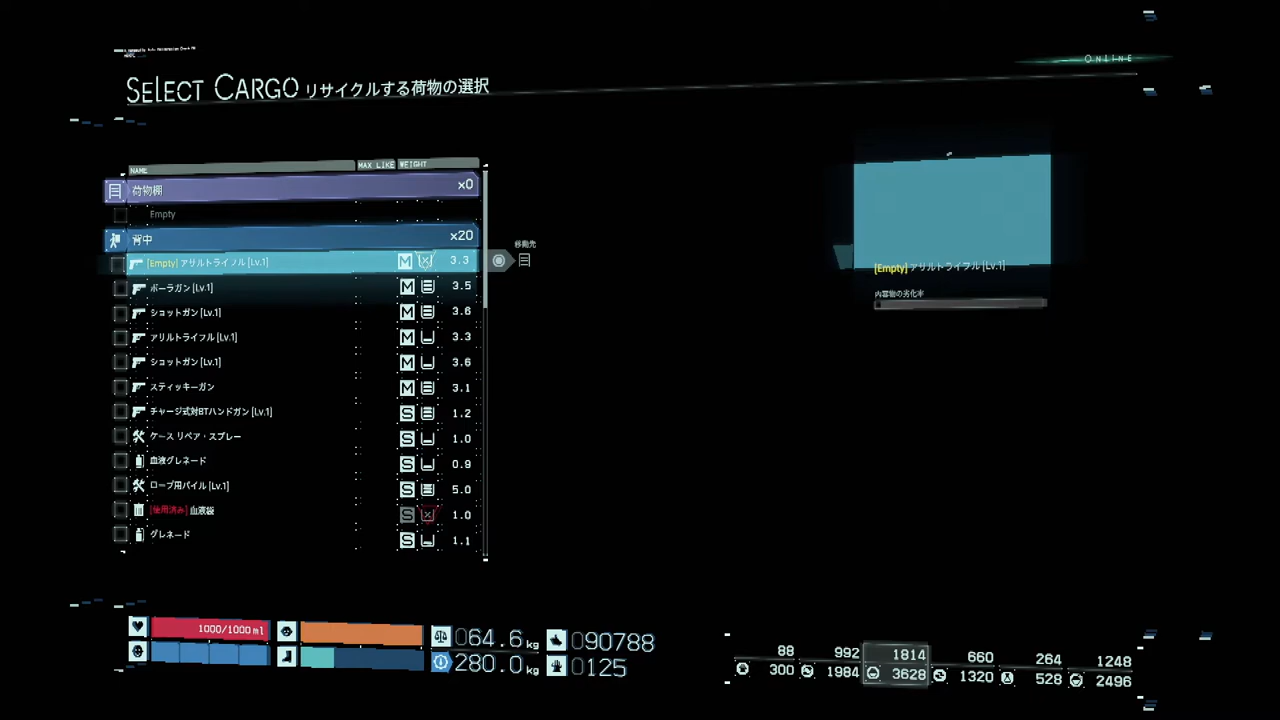 ONLINE
SELECT CARGO リサイクルする荷物の選択
NAME MAX LIKE WEIGHT
荷物棚 x0
Empty
背中 x20
移動先
[Empty] アサルトライフル [Lv.1] M 3.3
ボーラガン [Lv.1] M 3.5
ショットガン [Lv.1] M 3.6
アサルトライフル [Lv.1] M 3.3
ショットガン [Lv.1] M 3.6
スティッキーガン M 3.1
チャージ式対BTハンドガン [Lv.1] S 1.2
ケース リペア・スプレー S 1.0
血液グレネード S 0.9
ロープ用パイル [Lv.1] S 5.0
[使用済み] 血液袋 S 1.0
グレネード S 1.1
[Empty] アサルトライフル [Lv.1]
内容物の劣化率
1000/1000 ml
064.6 kg 090788
280.0 kg 0125
88 992 1814 660 264 1248
300 1984 3628 1320 528 2496